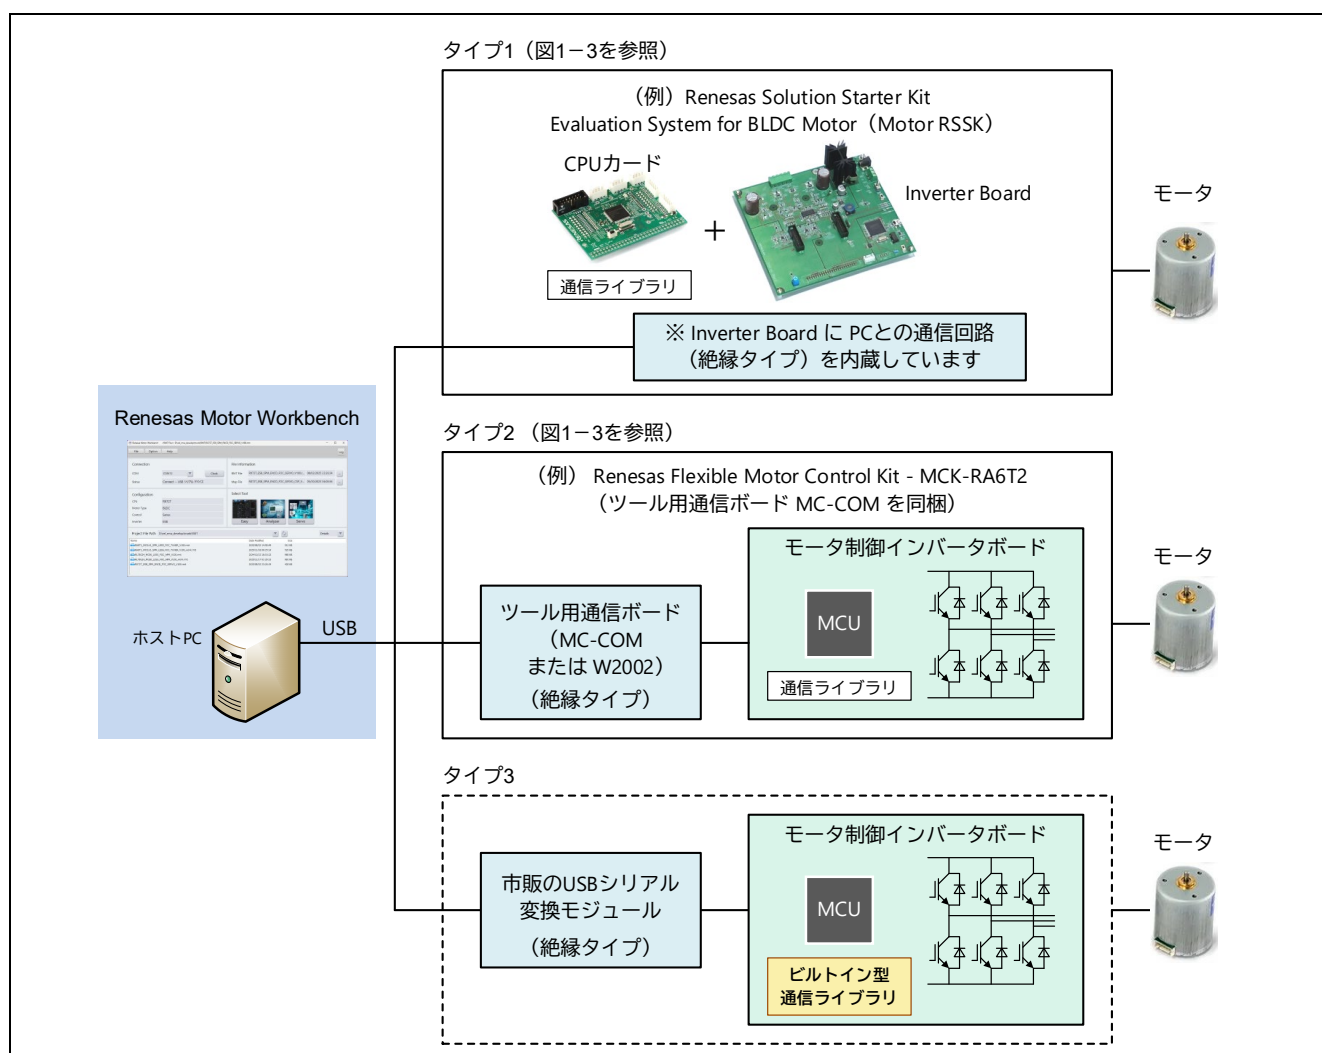 タイプ1（図1－3を参照）
（例）Renesas Solution Starter Kit
Evaluation System for BLDC Motor（Motor RSSK）
CPUカード
Inverter Board
通信ライブラリ
※ Inverter Board に PCとの通信回路
（絶縁タイプ）を内蔵しています
モータ
Renesas Motor Workbench
ホストPC
USB
タイプ2 （図1－3を参照）
（例） Renesas Flexible Motor Control Kit - MCK-RA6T2
（ツール用通信ボード MC-COM を同梱）
ツール用通信ボード
（MC-COM
または W2002）
（絶縁タイプ）
モータ制御インバータボード
MCU
通信ライブラリ
モータ
タイプ3
市販のUSBシリアル
変換モジュール
（絶縁タイプ）
モータ制御インバータボード
MCU
ビルトイン型
通信ライブラリ
モータ